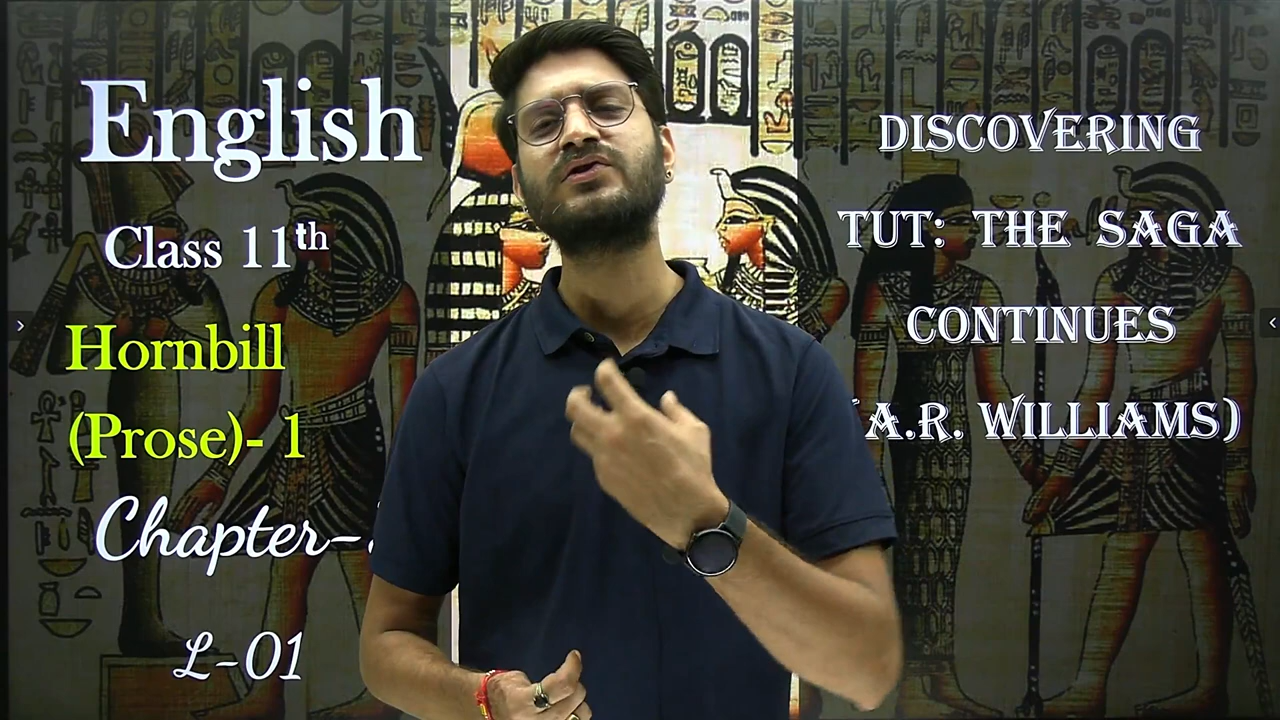 English
Class 11th
Hornbill
(Prose)- 1
Chapter-
L-01
DISCOVERING
TUT: THE SAGA
CONTINUES
A.R. WILLIAMS)